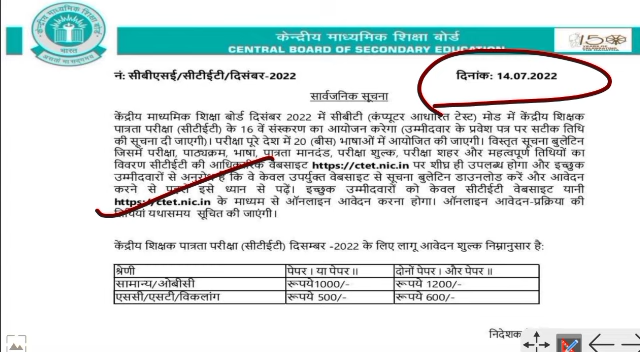 केन्द्रीय माध्यमिक शिक्षा बोर्ड
CENTRAL BOARD OF SECONDARY EDUCATION
भारत
नं: सीबीएसई/सीटीईटी/दिसंबर-2022
दिनांक: 14.07.2022
सार्वजनिक सूचना
केंद्रीय माध्यमिक शिक्षा बोर्ड दिसंबर 2022 में सीबीटी (कंप्यूटर आधारित टेस्ट) मोड में केंद्रीय शिक्षक
पात्रता परीक्षा (सीटीईटी) के 16 वें संस्करण का आयोजन करेगा (उम्मीदवार के प्रवेश पत्र पर सटीक तिथि
की सूचना दी जाएगी)। परीक्षा पूरे देश में 20 (बीस) भाषाओं में आयोजित की जाएगी। विस्तृत सूचना बुलेटिन
जिसमें परीक्षा, पाठ्यक्रम, भाषा, पात्रता मानदंड, परीक्षा शुल्क, परीक्षा शहर और महत्वपूर्ण तिथियों का
विवरण सीटीईटी की आधिकारिक वेबसाइट https://ctet.nic.in पर शीघ्र ही उपलब्ध होगा और इच्छुक
उम्मीदवारों से अनुरोध है कि वे केवल उपर्युक्त वेबसाइट से सूचना बुलेटिन डाउनलोड करें और आवेदन
करने से पहले इसे ध्यान से पढ़ें। इच्छुक उम्मीदवारों को केवल सीटीईटी वेबसाइट यानी
https://ctet.nic.in के माध्यम से ऑनलाइन आवेदन करना होगा। ऑनलाइन आवेदन-प्रक्रिया की
तिथियां यथासमय सूचित की जाएंगी।
केंद्रीय शिक्षक पात्रता परीक्षा (सीटीईटी) दिसम्बर -2022 के लिए लागू आवेदन शुल्क निम्नानुसार है:
श्रेणी पेपर I या पेपर II दोनों पेपर I और पेपर II
सामान्य/ओबीसी रूपये1000/- रूपये 1200/-
एससी/एसटी/विकलांग रूपये 500/- रूपये 600/-
निदेशक